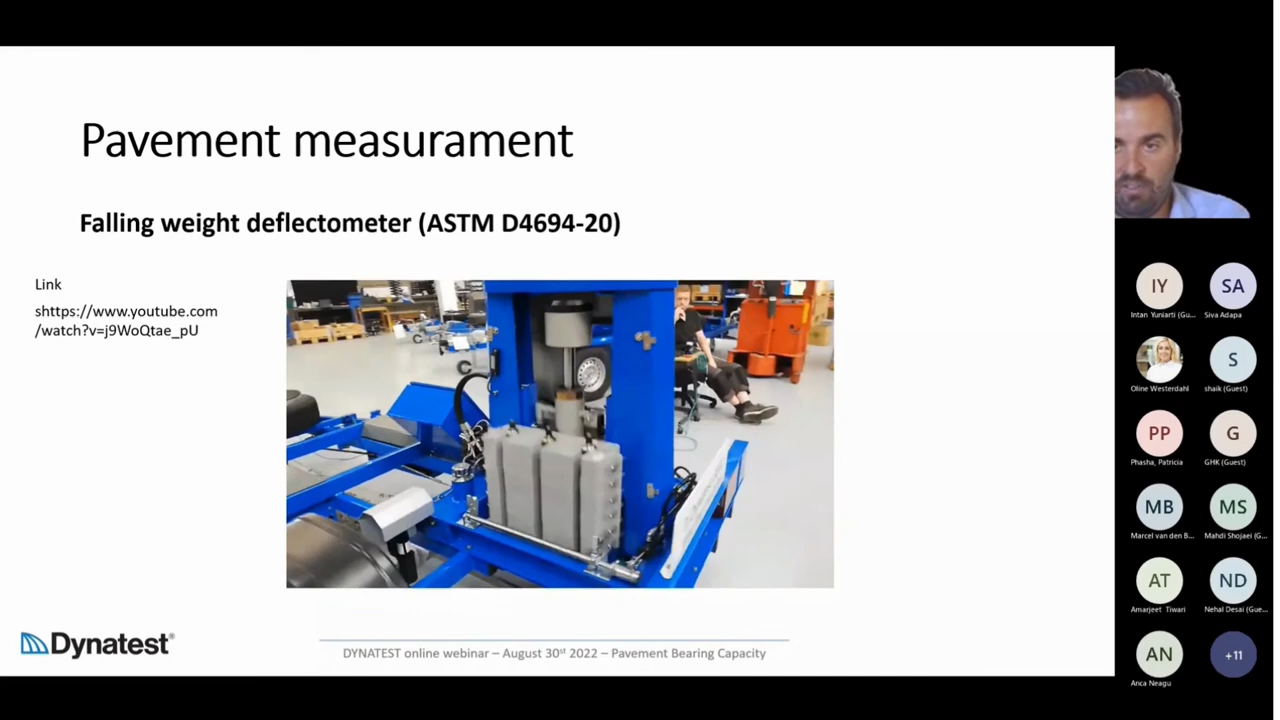 Pavement measurament
Falling weight deflectometer (ASTM D4694-20)
Link
shttps://www.youtube.com
/watch?v=j9WoQtae_pU
Dynatest®
DYNATEST online webinar – August 30st 2022 – Pavement Bearing Capacity
IY
SA
Intan Yuniarti (Gu...
Siva Adapa
S
Oline Westerdahl
shaik (Guest)
PP
G
Phasha, Patricia
GHK (Guest)
MB
MS
Marcel van den B...
Mahdi Shojaei (G...
AT
ND
Amarjeet Tiwari
Nehal Desai (Gue...
AN
+11
Anca Neagu